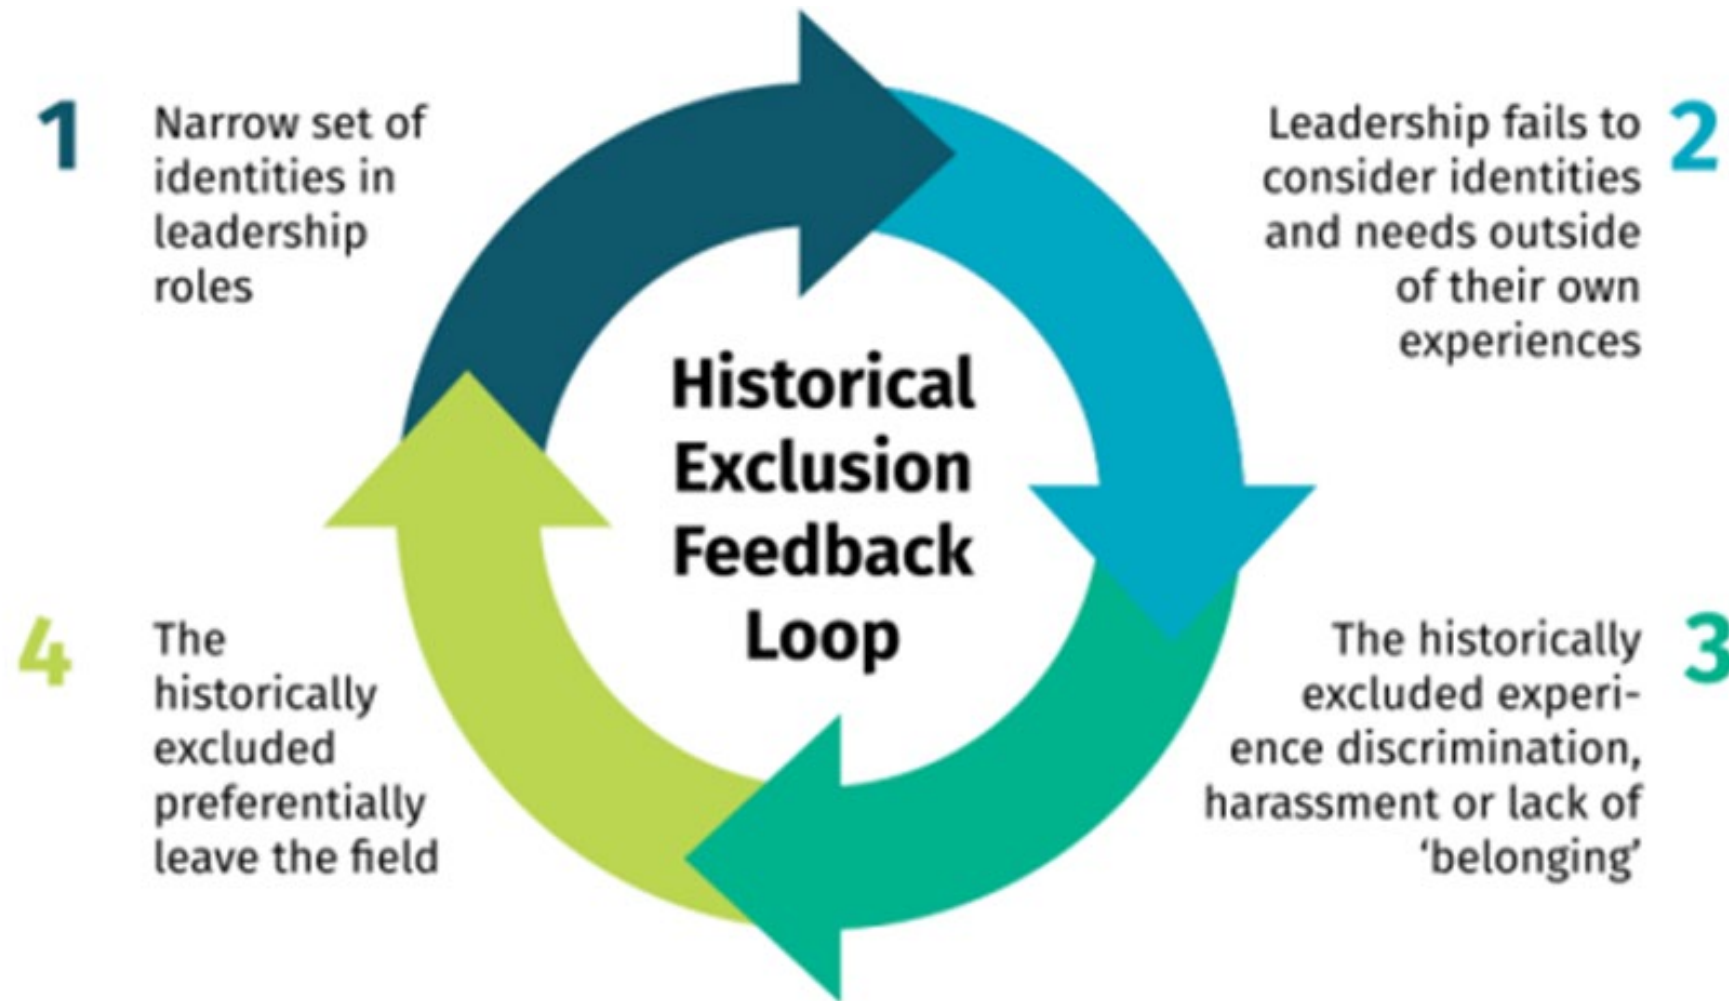 1
Narrow set of
identities in
leadership
roles
2
Leadership fails to
consider identities
and needs outside
of their own
experiences
Historical
Exclusion
Feedback
Loop
3
The historically
excluded experi-
ence discrimination,
harassment or lack of
‘belonging’
4
The
historically
excluded
preferentially
leave the field